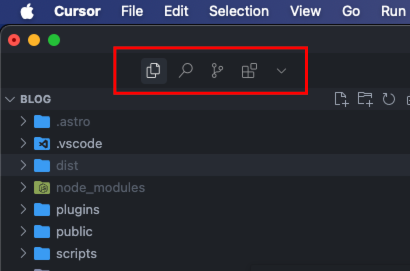 Cursor File Edit Selection View Go Run
BLOG
.astro
.vscode
dist
node_modules
plugins
public
scripts